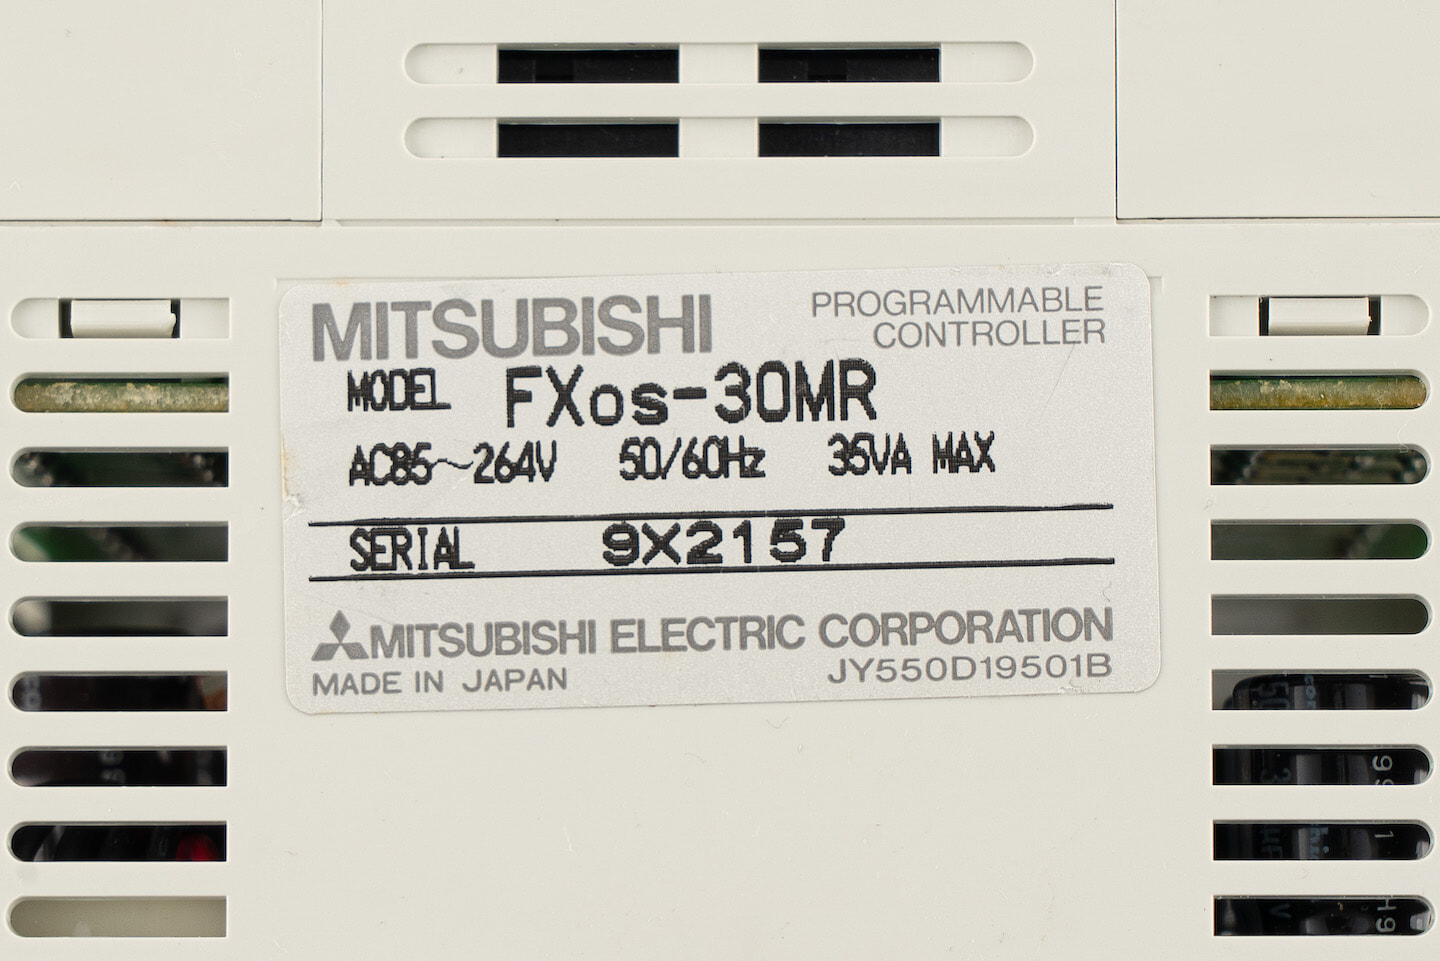 MITSUBISHI
PROGRAMMABLE
CONTROLLER
MODEL FXos-30MR
AC85~264V 50/60Hz 35VA MAX
SERIAL 9X2157
MITSUBISHI ELECTRIC CORPORATION
MADE IN JAPAN JY550D19501B